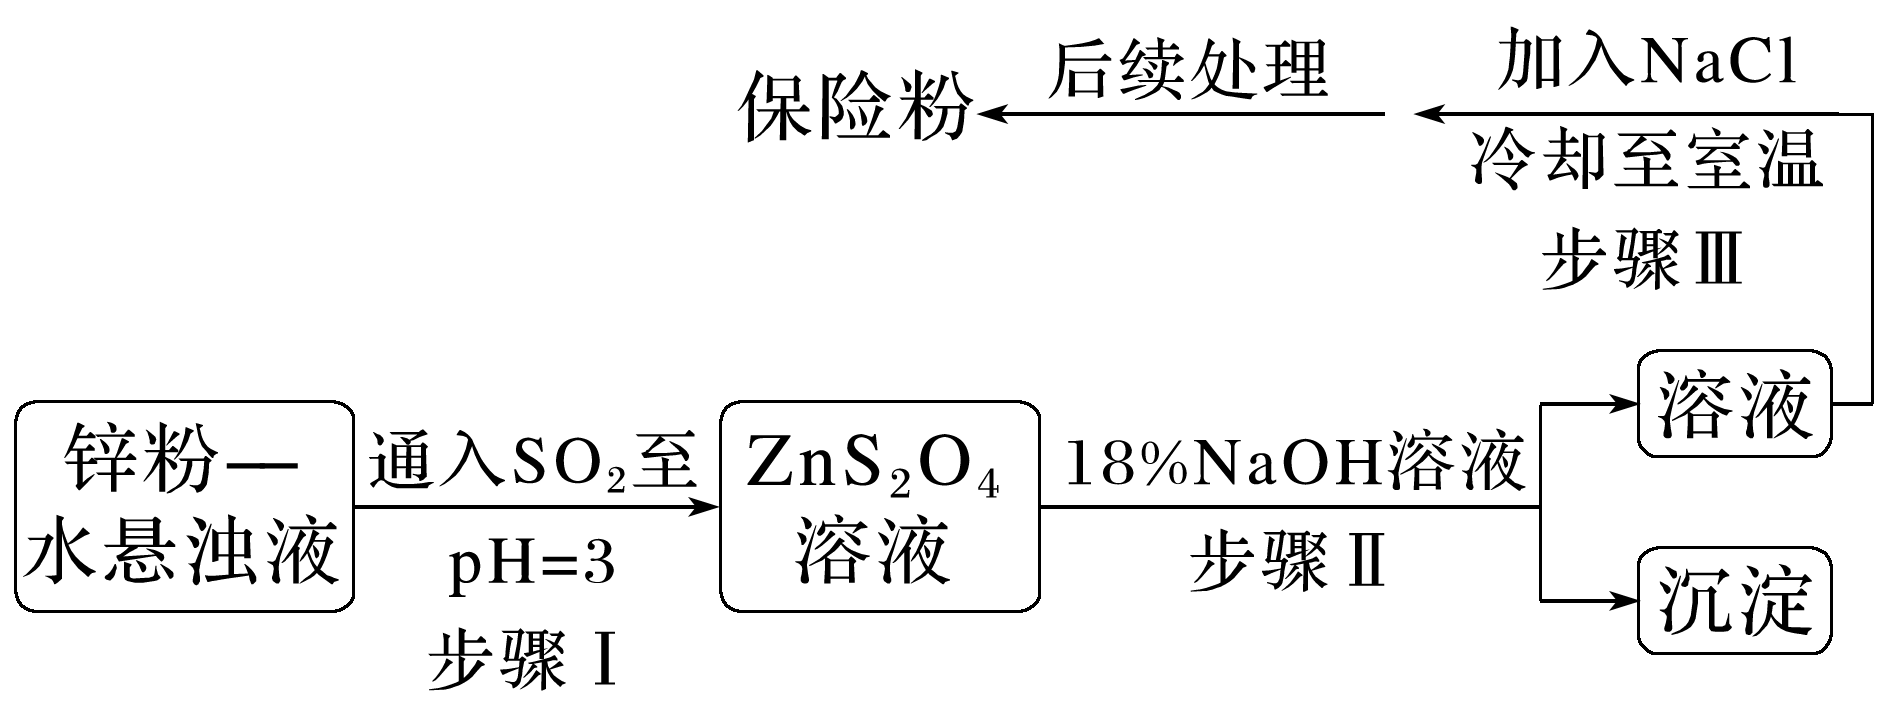 加入NaCl
后续处理
保险粉
冷却至室温
步骤Ⅲ
溶液
锌粉—
水悬浊液
通入SO₂至
pH=3
步骤Ⅰ
ZnS₂O₄
溶液
18%NaOH溶液
步骤Ⅱ
沉淀